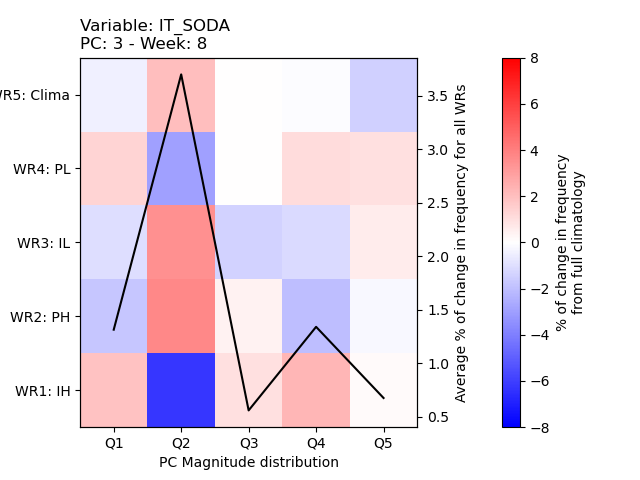 Variable: IT_SODA
PC: 3 - Week: 8
WR5: Clima
WR4: PL
WR3: IL
WR2: PH
WR1: IH
Q1 Q2 Q3 Q4 Q5
PC Magnitude distribution
3.5
3.0
2.5
2.0
1.5
1.0
0.5
Average % of change in frequency for all WRs
8
6
4
2
0
−2
−4
−6
−8
% of change in frequency
from full climatology